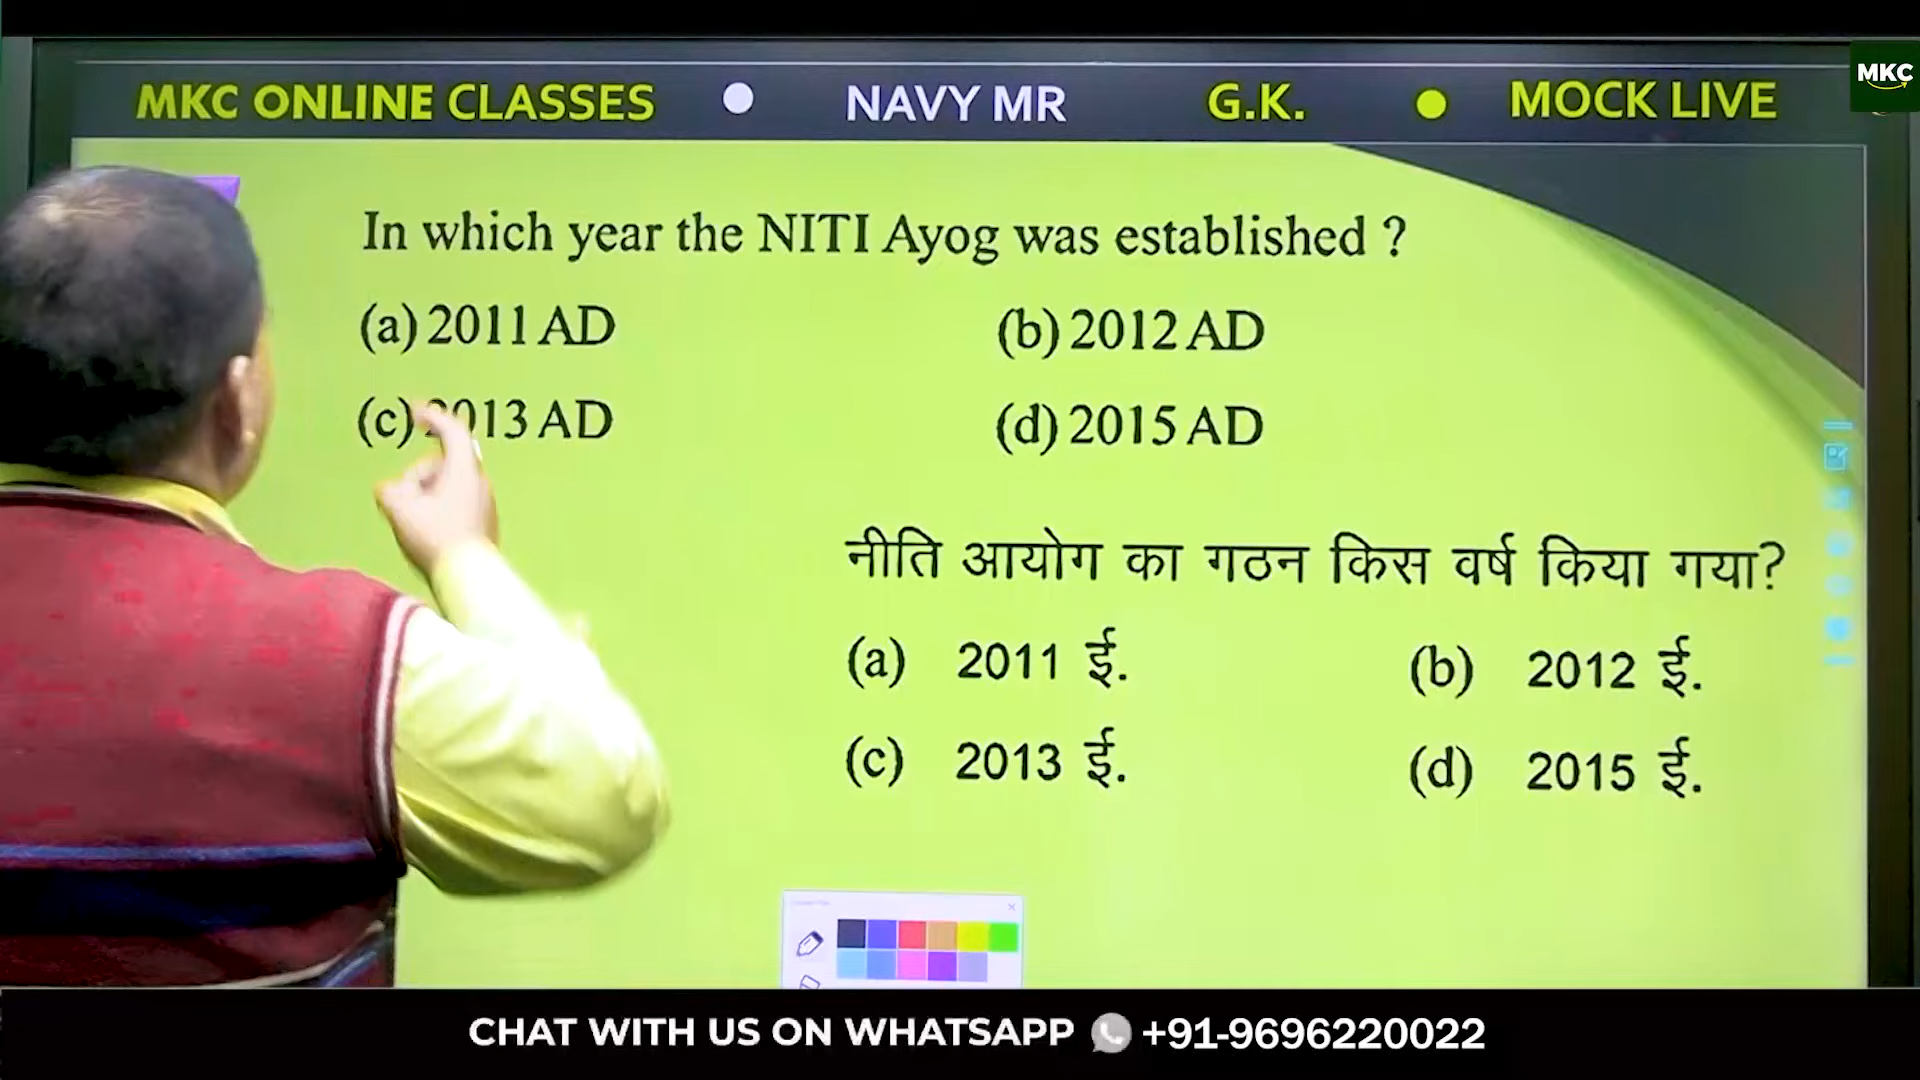 MKC ONLINE CLASSES ● NAVY MR G.K. ● MOCK LIVE
MKC
In which year the NITI Ayog was established ?
(a) 2011 AD (b) 2012 AD
(c) 2013 AD (d) 2015 AD
नीति आयोग का गठन किस वर्ष किया गया?
(a) 2011 ई. (b) 2012 ई.
(c) 2013 ई. (d) 2015 ई.
CHAT WITH US ON WHATSAPP +91-9696220022